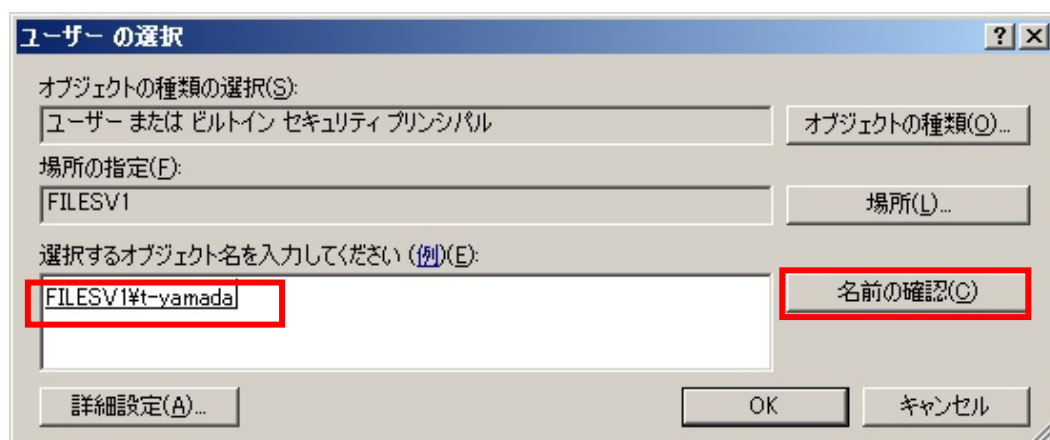 ユーザー の選択
オブジェクトの種類の選択(S):
ユーザー または ビルトイン セキュリティ プリンシパル
オブジェクトの種類(O)...
場所の指定(F):
FILESV1
場所(L)...
選択するオブジェクト名を入力してください (例)(E):
FILESV1¥t-yamada
名前の確認(C)
詳細設定(A)...
OK
キャンセル